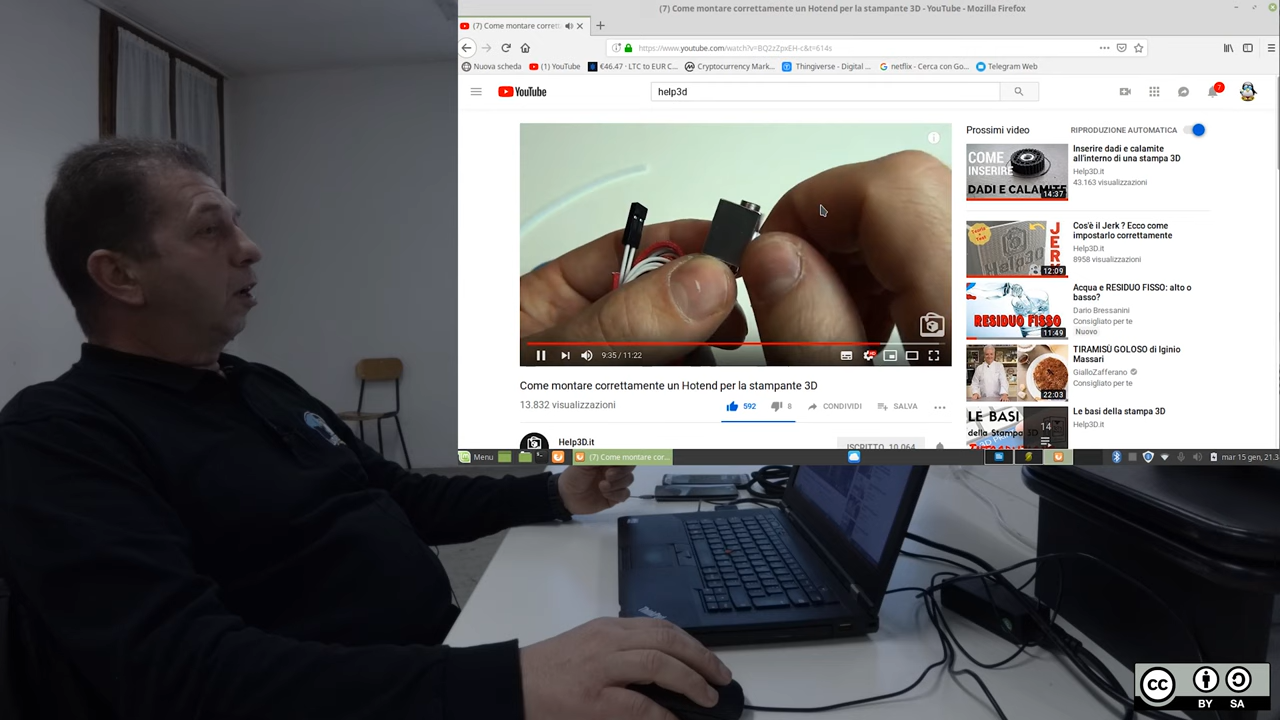 (7) Come montare correttamente un Hotend per la stampante 3D - YouTube - Mozilla Firefox
(7) Come montare corrett
https://www.youtube.com/watch?v=BQ2zZpxEH-c&t=614s
Nuova scheda
(1) YouTube
€46.47 · LTC to EUR C...
Cryptocurrency Mark...
Thingiverse - Digital ...
netflix - Cerca con Go...
Telegram Web
YouTube
help3d
7
9:35 / 11:22
Come montare correttamente un Hotend per la stampante 3D
13.832 visualizzazioni
592
8
CONDIVIDI
SALVA
Help3D.it
ISCRITTO 10.064
Prossimi video
RIPRODUZIONE AUTOMATICA
COME
INSERIRE
DADI E CALAMITE
14:37
Inserire dadi e calamite
all'interno di una stampa 3D
Help3D.it
43.163 visualizzazioni
JERK
Help3D
12:09
Cos'è il Jerk ? Ecco come
impostarlo correttamente
Help3D.it
8958 visualizzazioni
RESIDUO FISSO
11:49
Acqua e RESIDUO FISSO: alto o
basso?
Dario Bressanini
Consigliato per te
Nuovo
22:03
TIRAMISÙ GOLOSO di Iginio
Massari
GialloZafferano
Consigliato per te
LE BASI
della Stampa 3D
14
Le basi della stampa 3D
Help3D.it
Menu
(7) Come montare cor...
mar 15 gen, 21.3
ThinkPad
CC
BY SA